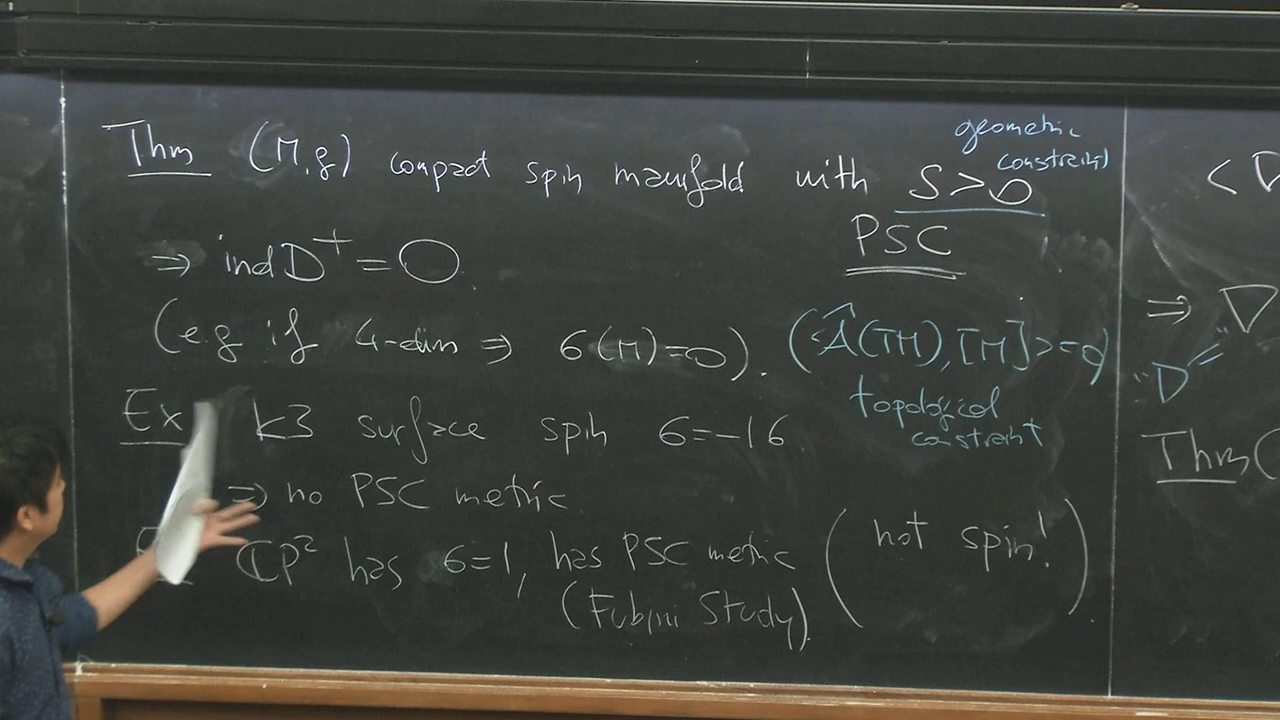 Thm (M,g) compact spin manifold with S>0
geometric
constraint
PSC
⇒ ind D⁺ = 0
(e.g if 4-dim ⇒ σ(M)=0). (<Â(TM),[M]>=0)
topological
constraint
Ex K3 surface spin σ=-16
⇒ no PSC metric
CP² has σ=1, has PSC metric (not spin!)
(Fubini Study).
<
⇒ ∇
"D"=
Thm (